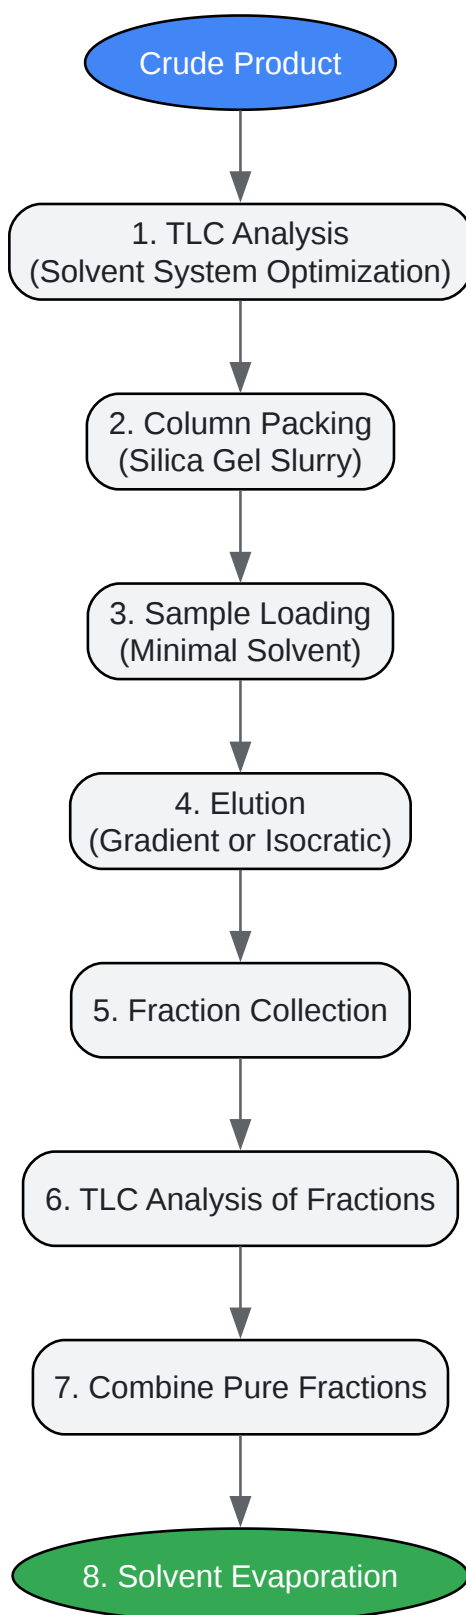 Crude Product
1. TLC Analysis
(Solvent System Optimization)
2. Column Packing
(Silica Gel Slurry)
3. Sample Loading
(Minimal Solvent)
4. Elution
(Gradient or Isocratic)
5. Fraction Collection
6. TLC Analysis of Fractions
7. Combine Pure Fractions
8. Solvent Evaporation